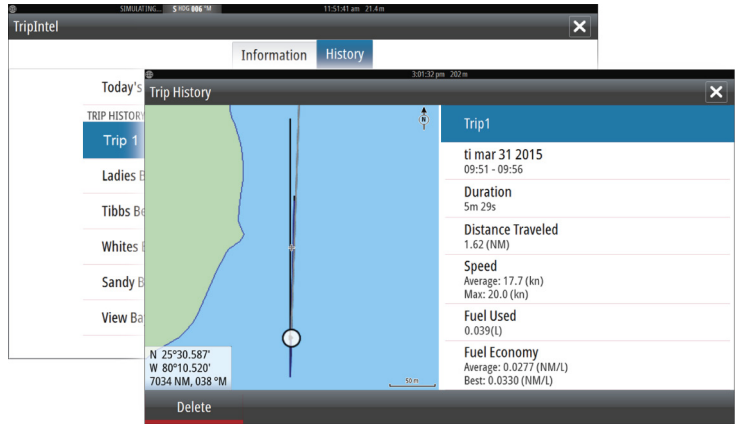 SIMULATING... S HDG 006 °M 11:51:41 am 21.4 m
TripIntel
Information History
Today's
TRIP HISTORY
Trip 1
Ladies
Tibbs Be
Whites
Sandy B
View Ba
3:01:32 pm 202 m
Trip History
N
Trip1
ti mar 31 2015
09:51 - 09:56
Duration
5m 29s
Distance Traveled
1.62 (NM)
Speed
Average: 17.7 (kn)
Max: 20.0 (kn)
Fuel Used
0.039(L)
Fuel Economy
Average: 0.0277 (NM/L)
Best: 0.0330 (NM/L)
N 25°30.587'
W 80°10.520'
7034 NM, 038 °M
50 m
Delete